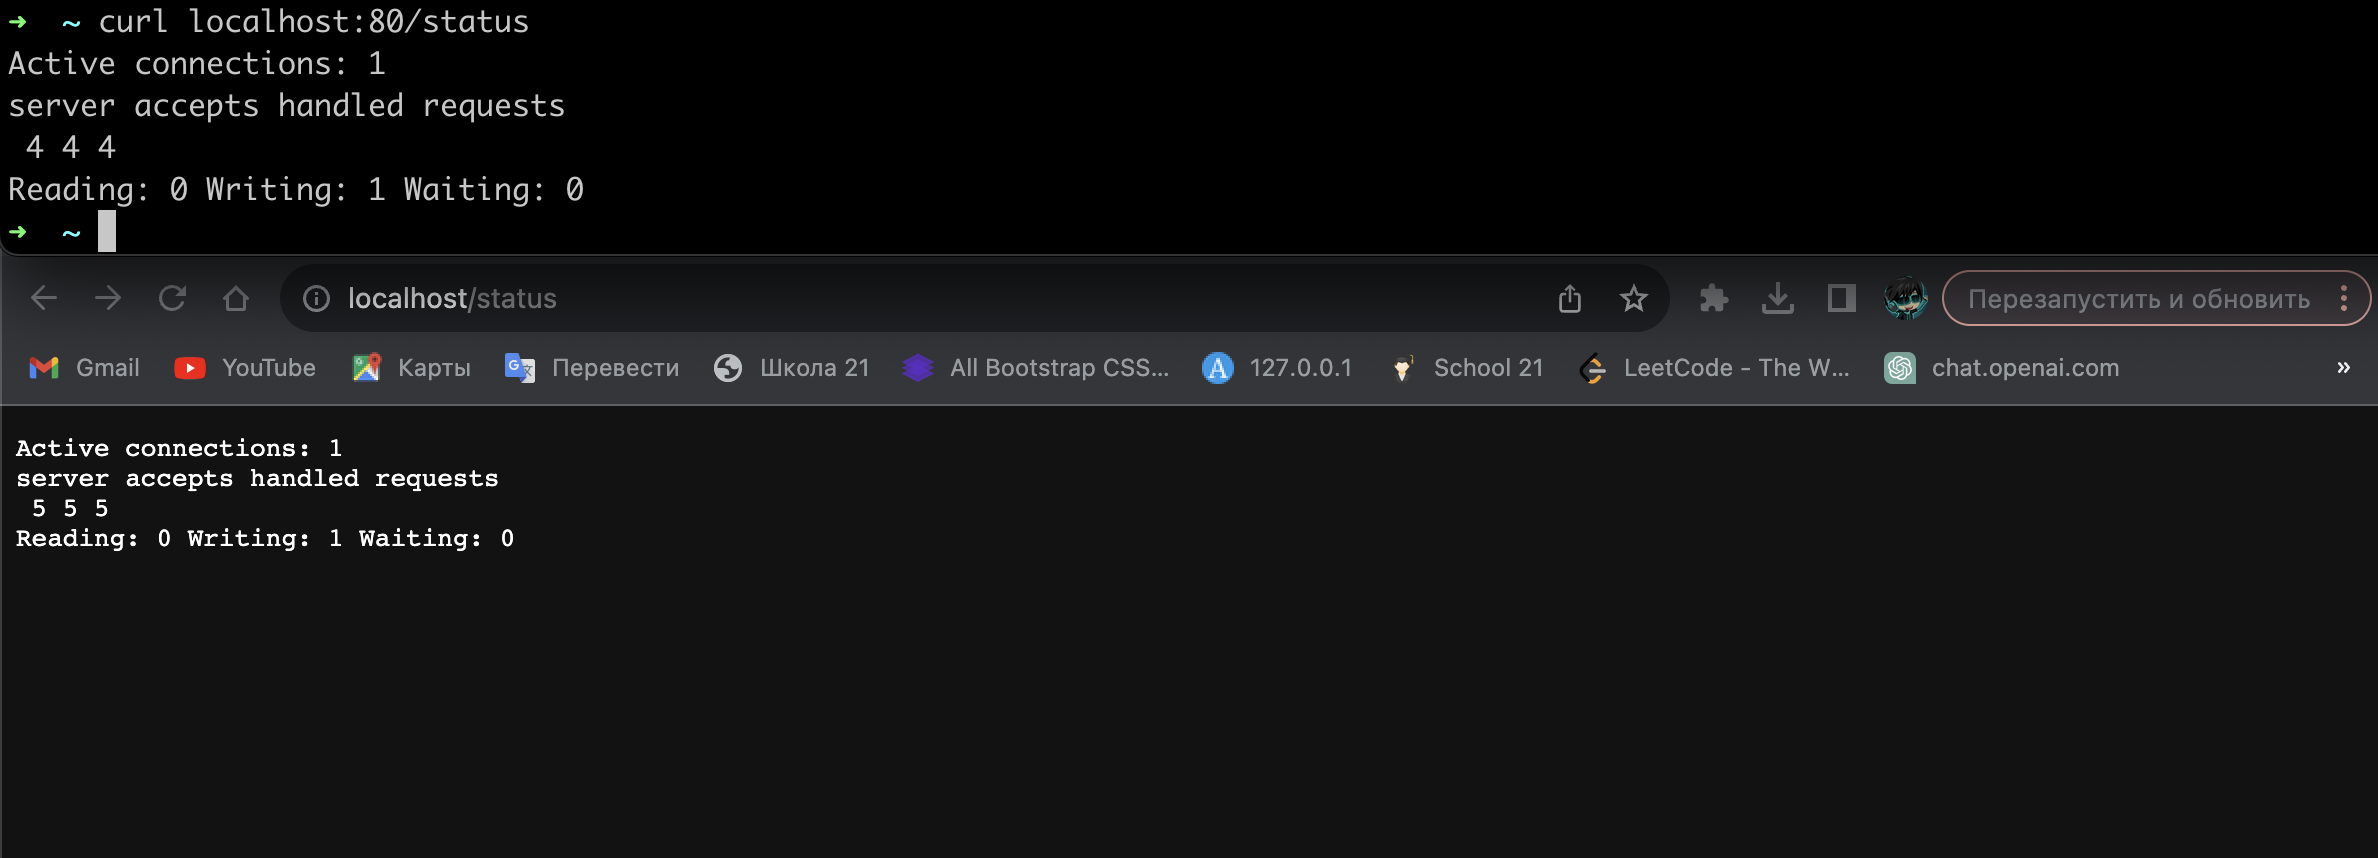 ➜ ~ curl localhost:80/status
Active connections: 1
server accepts handled requests
4 4 4
Reading: 0 Writing: 1 Waiting: 0
➜ ~
localhost/status
Перезапустить и обновить
Gmail YouTube Карты Перевести Школа 21 All Bootstrap CSS... 127.0.0.1 School 21 LeetCode - The W... chat.openai.com »
Active connections: 1
server accepts handled requests
5 5 5
Reading: 0 Writing: 1 Waiting: 0